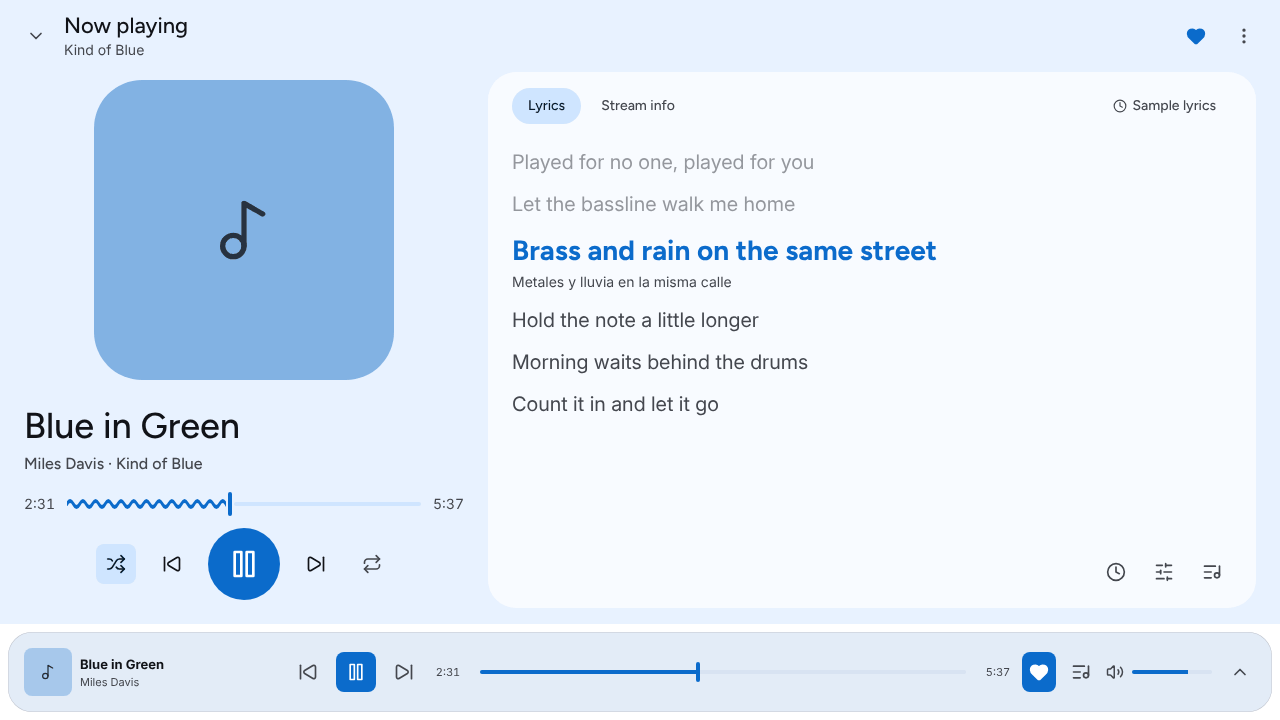 Now playing
Kind of Blue
Blue in Green
Miles Davis · Kind of Blue
2:31
5:37
Lyrics
Stream info
Sample lyrics
Played for no one, played for you
Let the bassline walk me home
Brass and rain on the same street
Metales y lluvia en la misma calle
Hold the note a little longer
Morning waits behind the drums
Count it in and let it go
Blue in Green
Miles Davis
2:31
5:37